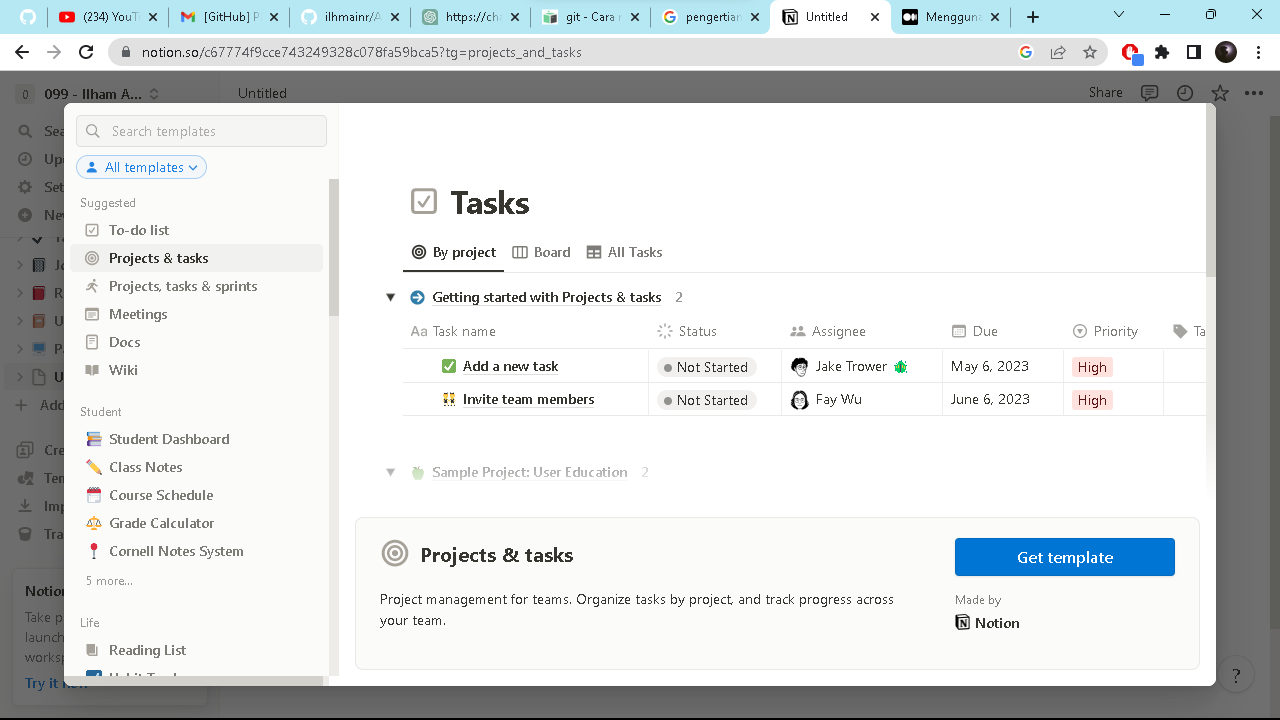 (234) YouT
[GitHub] P
ilhmainr/A
https://c
git - Cara r
pengertian
Untitled
Mengguna
notion.so/c67774f9cce743249328c078fa59bdb5?tp=projects_and_tasks
099 - Ilham A...
Untitled
Share
Search templates
All templates
Suggested
To-do list
Projects & tasks
Projects, tasks & sprints
Meetings
Docs
Wiki
Student
Student Dashboard
Class Notes
Course Schedule
Grade Calculator
Cornell Notes System
5 more...
Life
Reading List
Try it now
Tasks
By project
Board
All Tasks
Getting started with Projects & tasks 2
Aa Task name Status Assignee Due Priority Ta
Add a new task Not Started Jake Trower May 6, 2023 High
Invite team members Not Started Fay Wu June 6, 2023 High
Sample Project: User Education 2
Projects & tasks
Get template
Project management for teams. Organize tasks by project, and track progress across
your team.
Made by
Notion
?